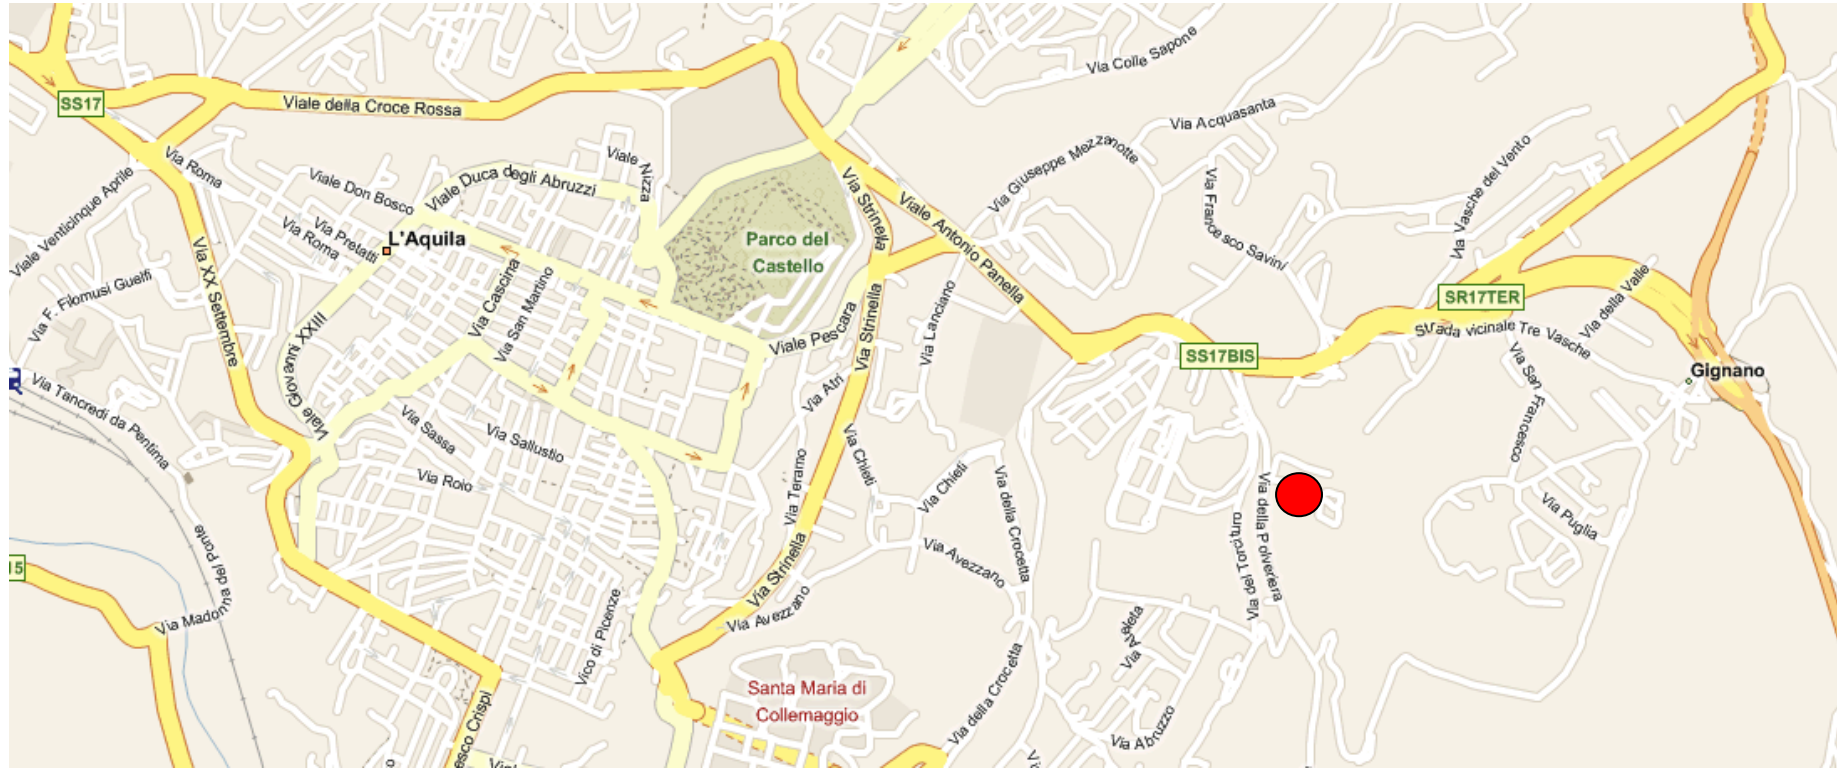 Via Colle Sapone
SS17
Viale della Croce Rossa
Via Acquasanta
Via Roma
Viale Nizza
Via Giuseppe Mezzanotte
Via Vasche del Vento
Viale Venticinque Aprile
Viale Don Bosco
Viale Duca degli Abruzzi
Via Strinella
Viale Antonio Panella
Via Francesco Savini
Via Pretatti
Via Roma
L'Aquila
Parco del
Castello
Via XX Settembre
Via F. Filomusi Guelfi
Via Cascina
Via San Martino
Via Strinella
Via Lanciano
SR17TER
Via della Valle
Strada vicinale Tre Vasche
Viale Giovanni XXIII
Viale Pescara
SS17BIS
Gignano
Via Tancredi da Pentima
Via Atri
Via San Francesco
Via Sassa
Via Sallustio
Via Chieti
Via Roio
Via Teramo
Via Chieti
Via della Crocetta
Via della Polveriera
Via del Torcituro
Via Puglia
15
Via Madonna del Ponte
Via Strinella
Via Avezzano
Via Avezzano
Vico di Picenze
Via Aveleta
Santa Maria di
Collemaggio
Via della Crocetta
Via Abruzzo
esco Crispi
Via